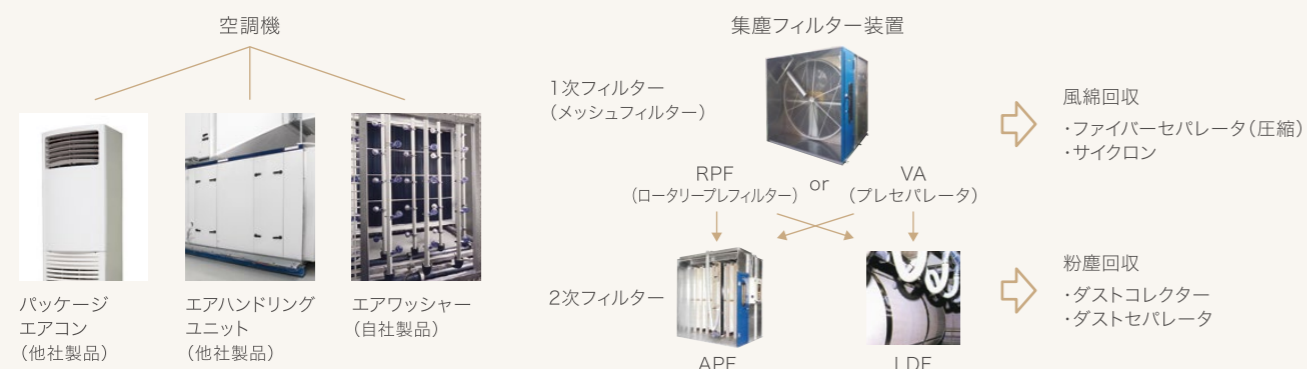 空調機
パッケージ
エアコン
（他社製品）
エアハンドリング
ユニット
（他社製品）
エアワッシャー
（自社製品）
集塵フィルター装置
1次フィルター
（メッシュフィルター）
RPF
（ロータリープレフィルター）
or
VA
（プレセパレータ）
2次フィルター
APF
LDF
風綿回収
・ファイバーセパレータ（圧縮）
・サイクロン
粉塵回収
・ダストコレクター
・ダストセパレータ